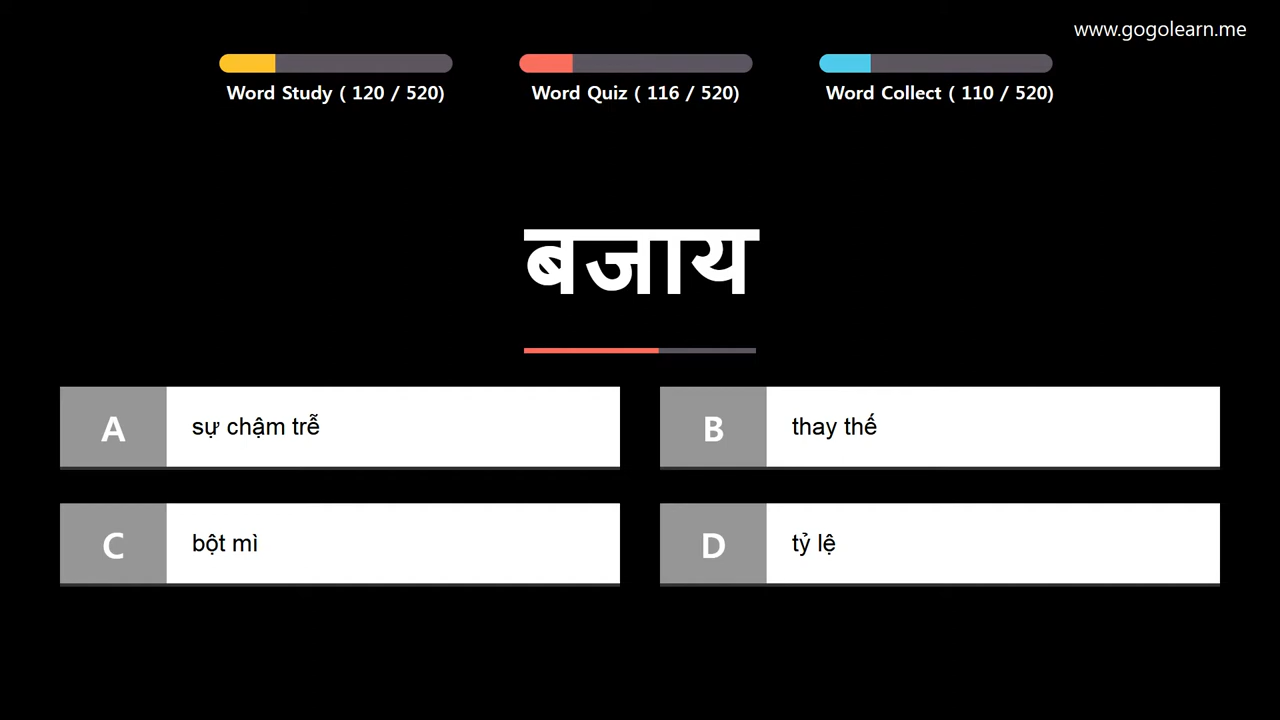 www.gogolearn.me
Word Study ( 120 / 520)
Word Quiz ( 116 / 520)
Word Collect ( 110 / 520)
बजाय
A
sự chậm trễ
B
thay thế
C
bột mì
D
tỷ lệ